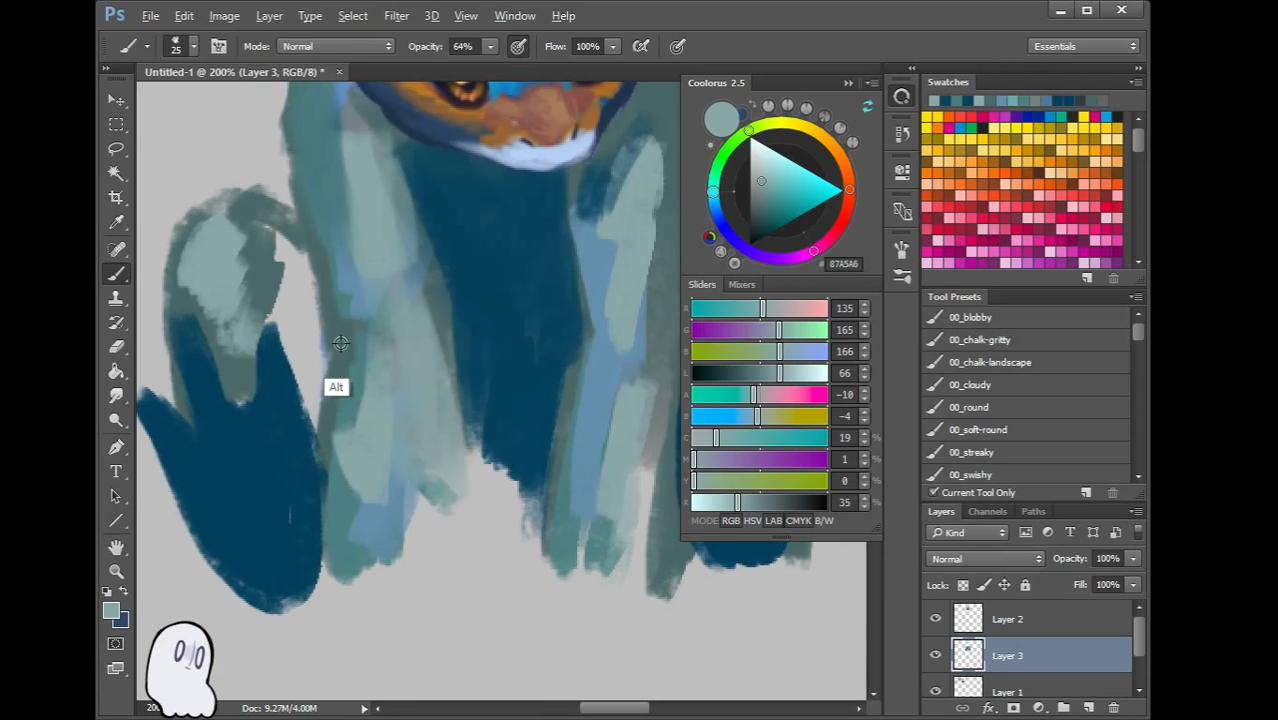 Ps File Edit Image Layer Type Select Filter 3D View Window Help
25 Mode: Normal Opacity: 64% Flow: 100% Essentials
Untitled-1 @ 200% (Layer 3, RGB/8) * ×
Coolorus 2.5
# 87A5A6
Sliders Mixers
R 135
G 165
B 166
L 66
A -10
B -4
C 19 %
M 1 %
Y 0 %
K 35 %
MODE RGB HSV LAB CMYK B/W
Alt
Swatches
Tool Presets
00_blobby
00_chalk-gritty
00_chalk-landscape
00_cloudy
00_round
00_soft-round
00_streaky
00_swishy
Current Tool Only
Layers Channels Paths
Kind
Normal Opacity: 100%
Lock: Fill: 100%
Layer 2
Layer 3
Layer 1
Doc: 9.27M/4.00M